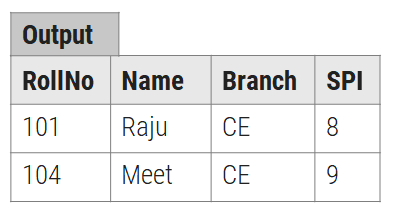 Output
RollNo Name Branch SPI
101 Raju CE 8
104 Meet CE 9